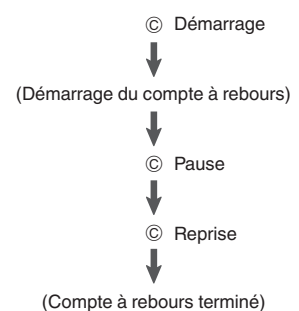 Ⓒ Démarrage
(Démarrage du compte à rebours)
Ⓒ Pause
Ⓒ Reprise
(Compte à rebours terminé)